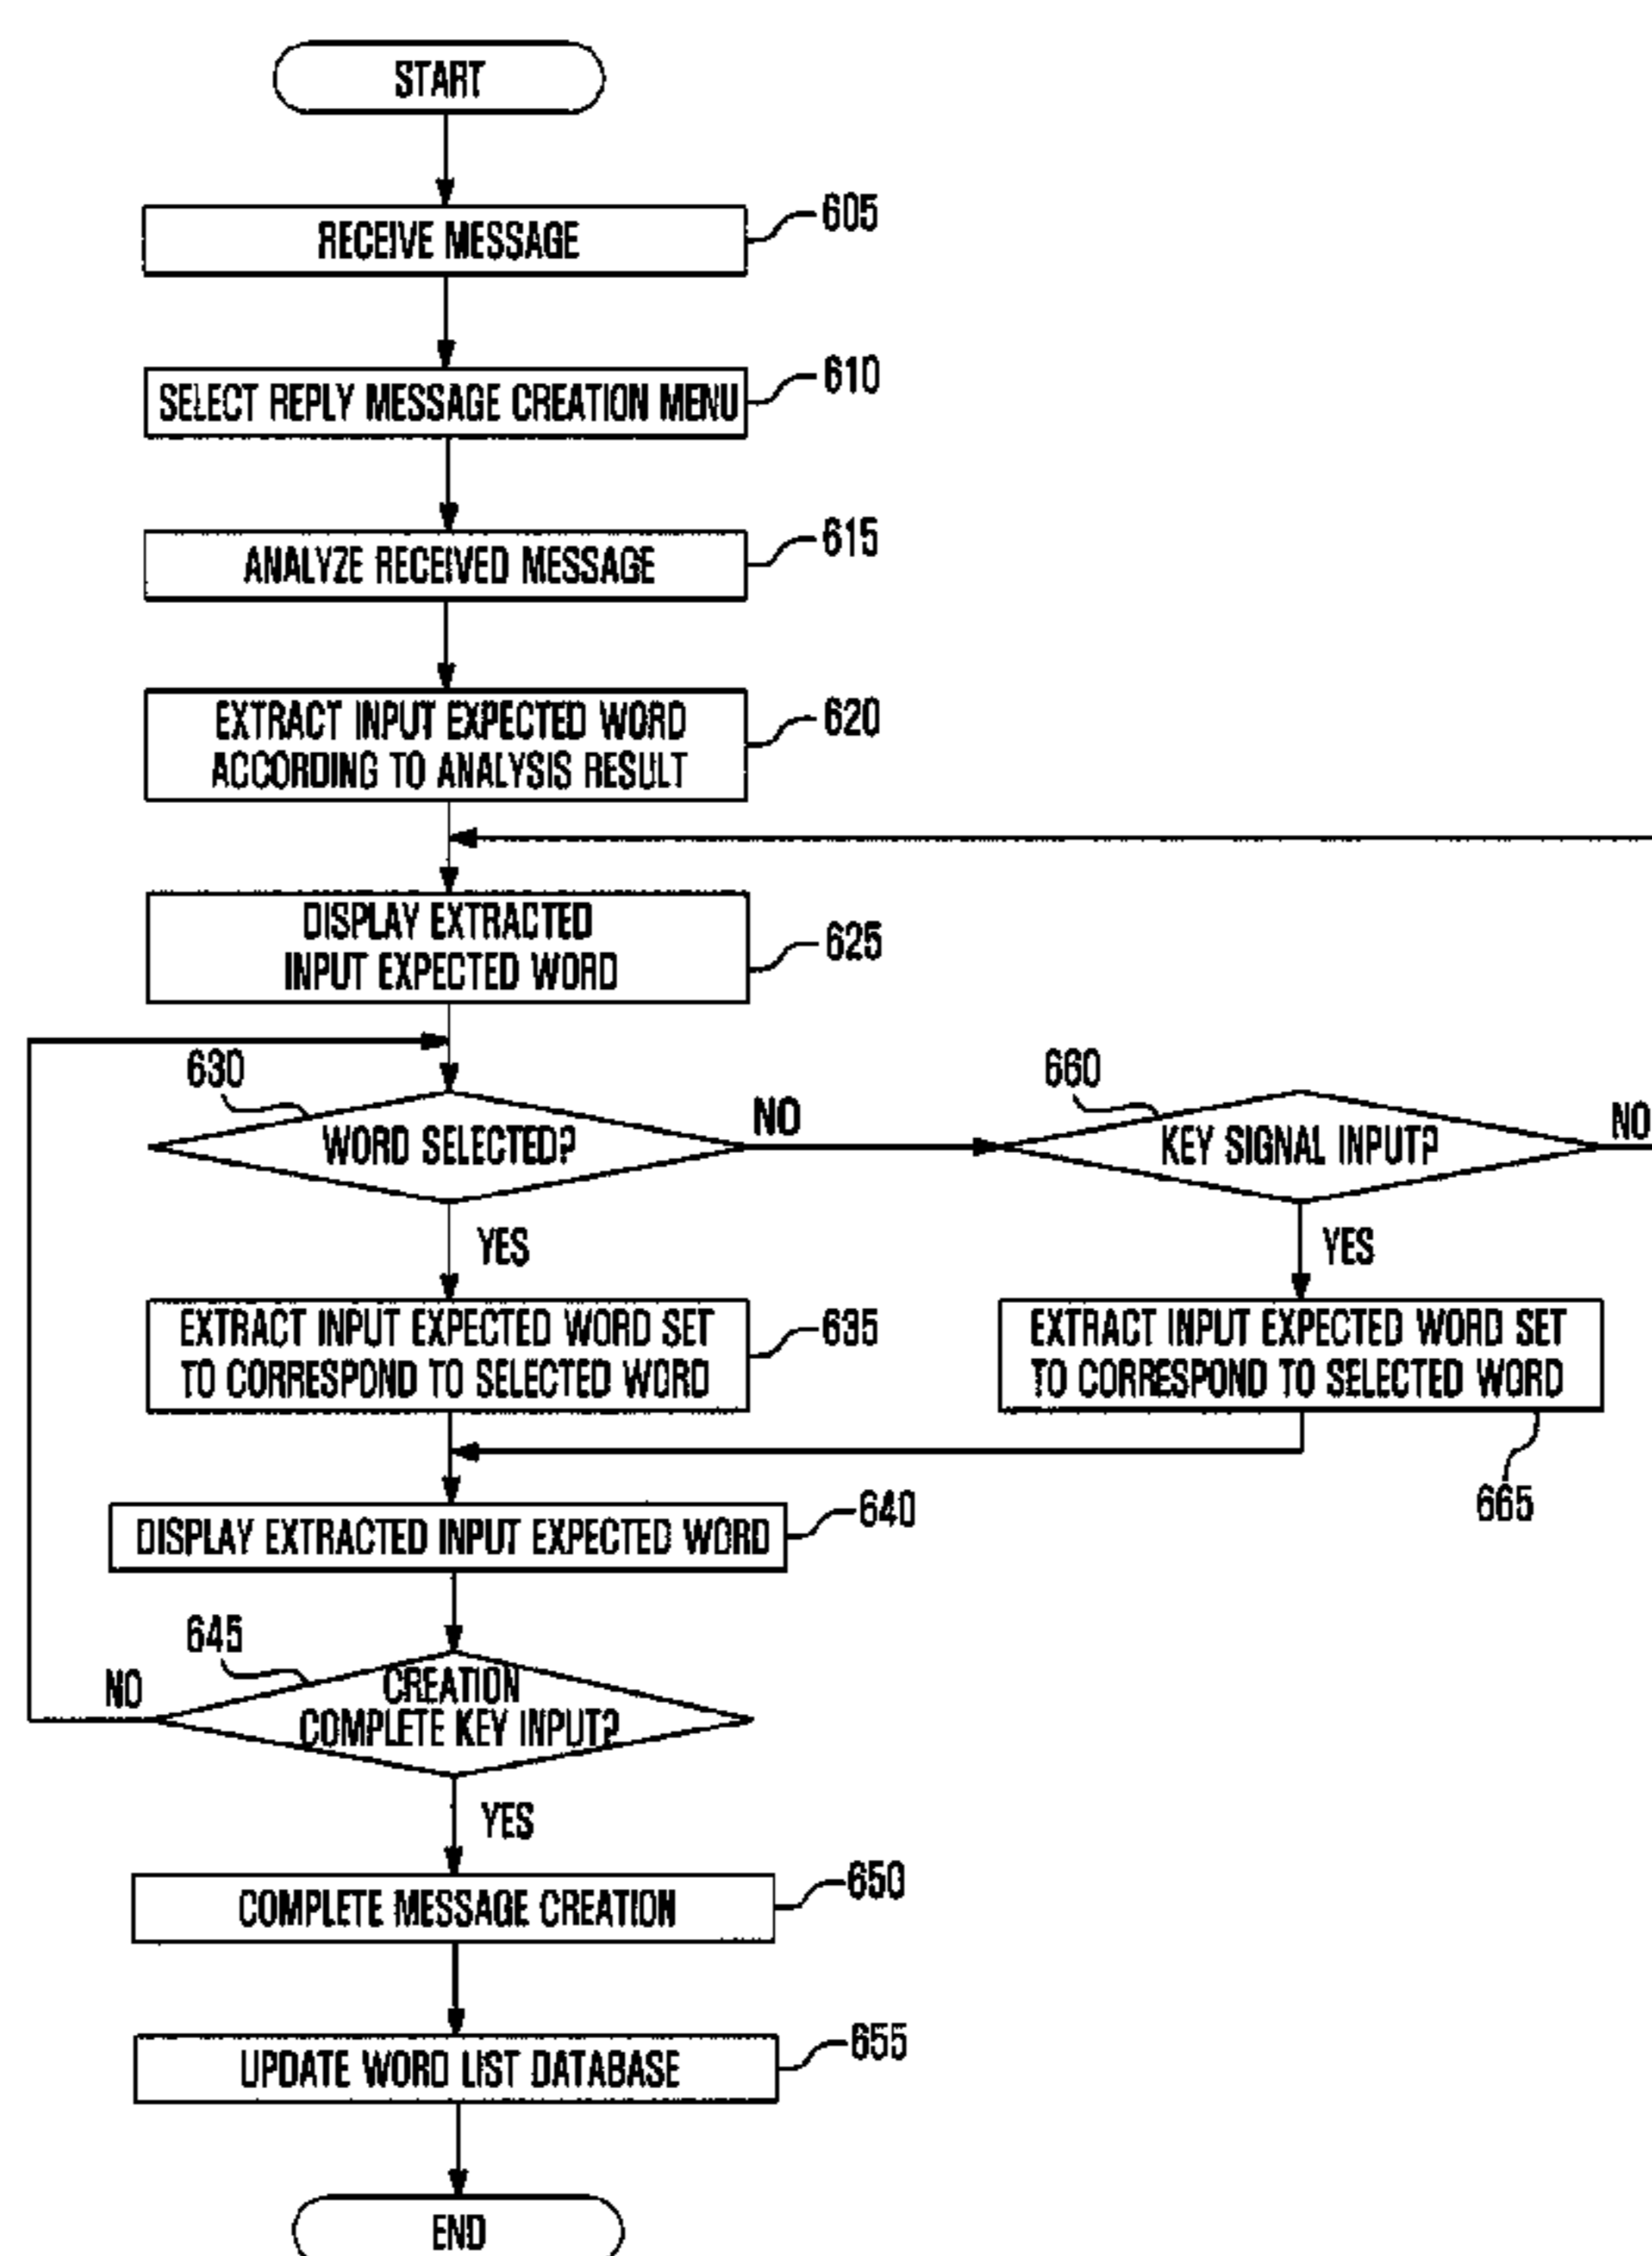 START
RECEIVE MESSAGE
605
SELECT REPLY MESSAGE CREATION MENU
610
ANALYZE RECEIVED MESSAGE
615
EXTRACT INPUT EXPECTED WORD
ACCORDING TO ANALYSIS RESULT
620
DISPLAY EXTRACTED
INPUT EXPECTED WORD
625
630
WORD SELECTED?
NO
660
KEY SIGNAL INPUT?
NO
YES
YES
EXTRACT INPUT EXPECTED WORD SET
TO CORRESPOND TO SELECTED WORD
635
EXTRACT INPUT EXPECTED WORD SET
TO CORRESPOND TO SELECTED WORD
665
DISPLAY EXTRACTED INPUT EXPECTED WORD
640
645
NO
CREATION
COMPLETE KEY INPUT?
YES
COMPLETE MESSAGE CREATION
650
UPDATE WORD LIST DATABASE
655
END